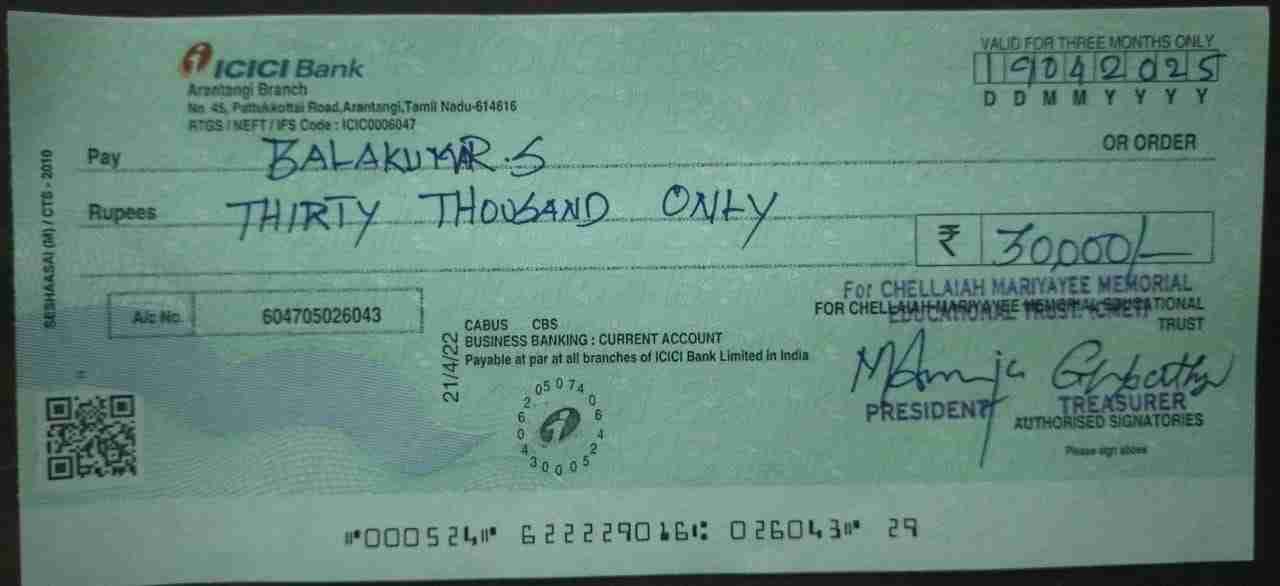 ICICI Bank
VALID FOR THREE MONTHS ONLY
19042025
D D M M Y Y Y Y
Arantangi Branch
No. 45, Pattukkottai Road,Arantangi,Tamil Nadu-614616
RTGS / NEFT / IFS Code : ICIC0006047
Pay BALAKUMAR.S OR ORDER
Rupees THIRTY THOUSAND ONLY
₹ 30,000/-
For CHELLAIAH MARIYAYEE MEMORIAL
EDUCATIONAL TRUST
FOR CHELLAIAH MARIYAYEE MEMORIAL EDUCATIONAL
TRUST
A/c No. 604705026043
CABUS CBS
BUSINESS BANKING : CURRENT ACCOUNT
Payable at par at all branches of ICICI Bank Limited in India
21/4/22
SESHAASAI (M) / CTS - 2010
604705026043000524062
PRESIDENT TREASURER
AUTHORISED SIGNATORIES
Please sign above
⑈000524⑈ 622229016⑆ 026043⑈ 29